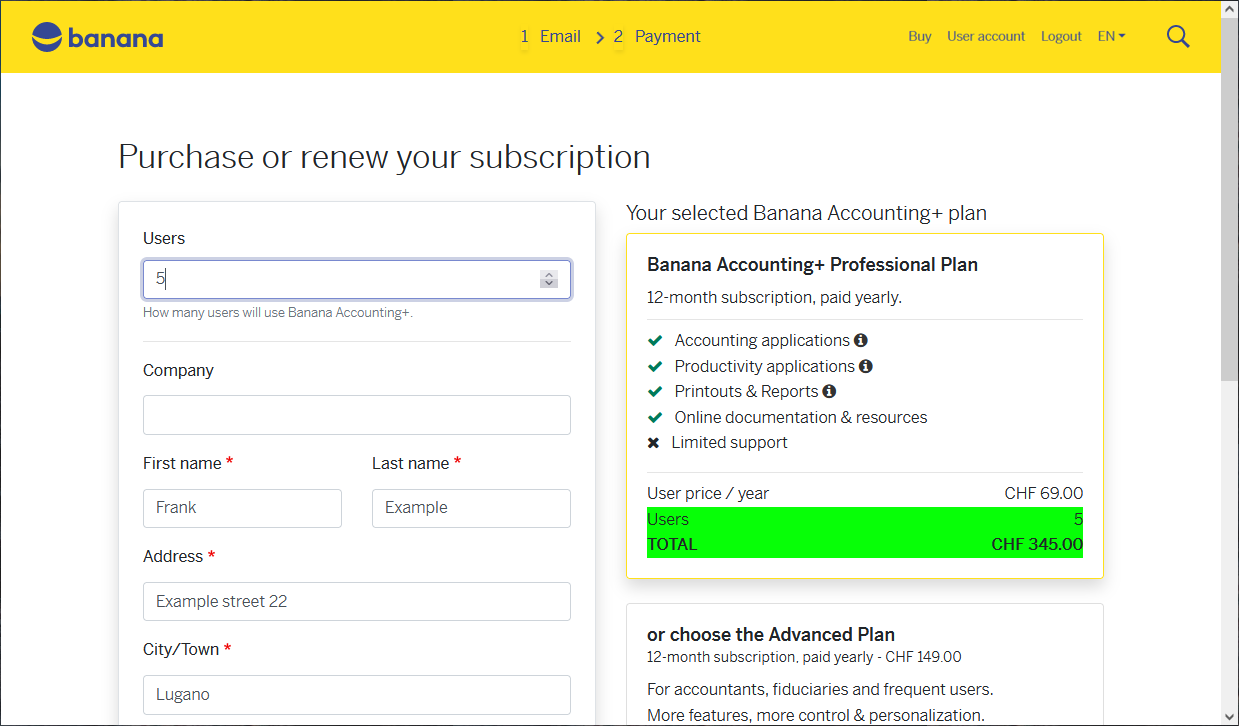 banana
1 Email 2 Payment
Buy User account Logout EN
Purchase or renew your subscription
Users
5
How many users will use Banana Accounting+.
Company
First name * Last name *
Frank Example
Address *
Example street 22
City/Town *
Lugano
Your selected Banana Accounting+ plan
Banana Accounting+ Professional Plan
12-month subscription, paid yearly.
Accounting applications
Productivity applications
Printouts & Reports
Online documentation & resources
Limited support
User price / year CHF 69.00
Users 5
TOTAL CHF 345.00
or choose the Advanced Plan
12-month subscription, paid yearly - CHF 149.00
For accountants, fiduciaries and frequent users.
More features, more control & personalization.